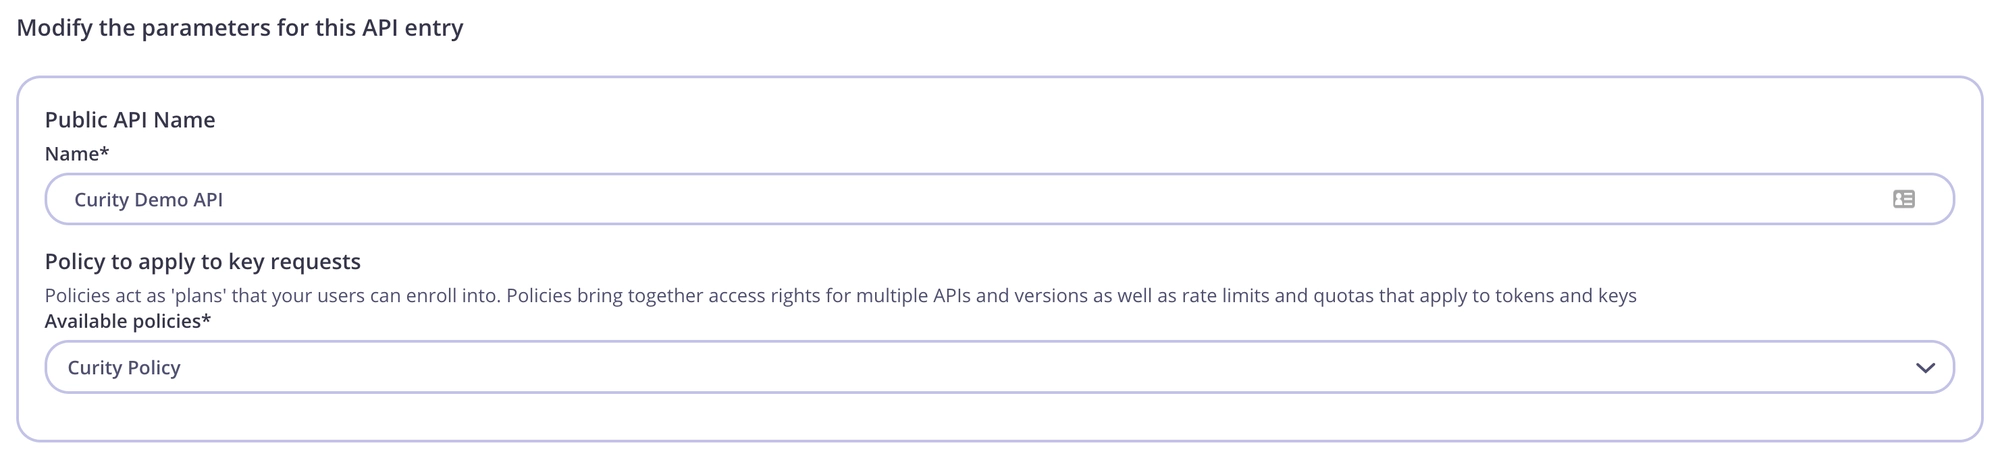 Modify the parameters for this API entry
Public API Name
Name*
Curity Demo API
Policy to apply to key requests
Policies act as 'plans' that your users can enroll into. Policies bring together access rights for multiple APIs and versions as well as rate limits and quotas that apply to tokens and keys
Available policies*
Curity Policy